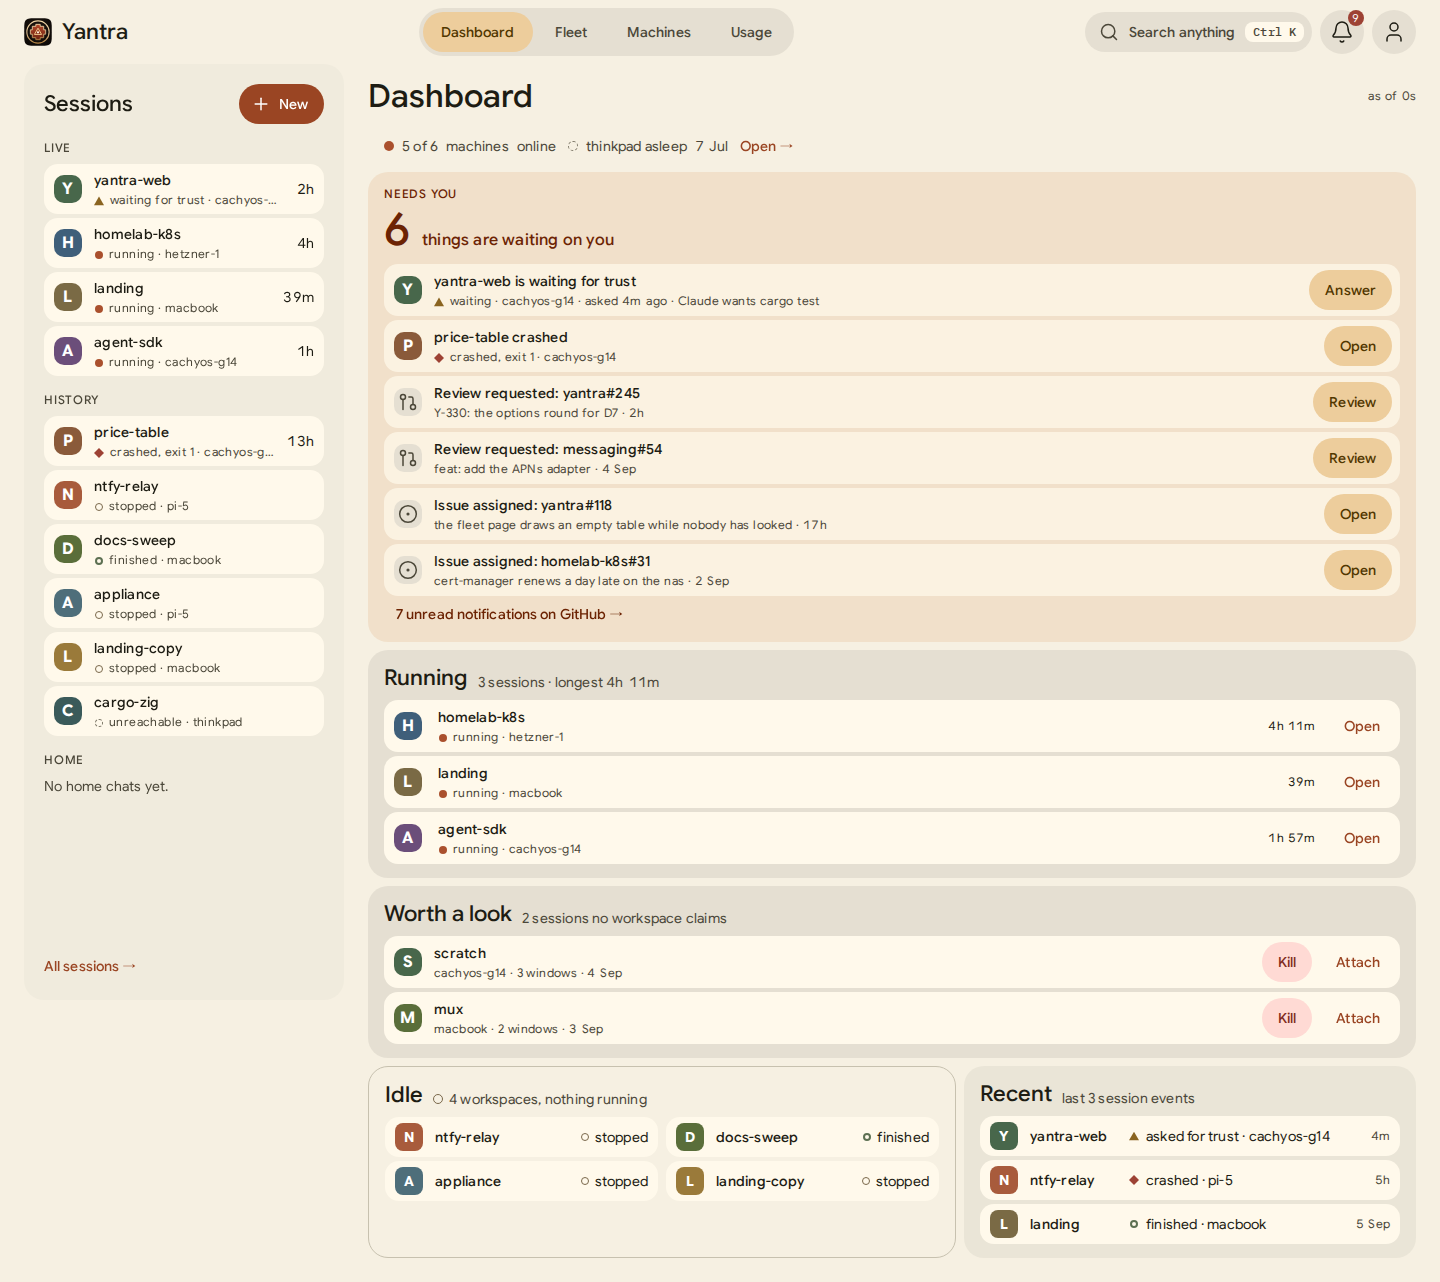 Yantra
Dashboard
Fleet
Machines
Usage
Search anything
Ctrl K
9
Sessions
New
LIVE
yantra-web
waiting for trust · cachyos-…
2h
homelab-k8s
running · hetzner-1
4h
landing
running · macbook
39m
agent-sdk
running · cachyos-g14
1h
HISTORY
price-table
crashed, exit 1 · cachyos-g…
13h
ntfy-relay
stopped · pi-5
docs-sweep
finished · macbook
appliance
stopped · pi-5
landing-copy
stopped · macbook
cargo-zig
unreachable · thinkpad
HOME
No home chats yet.
All sessions →
Dashboard
as of 0s
5 of 6 machines online
thinkpad asleep 7 Jul
Open →
NEEDS YOU
6 things are waiting on you
yantra-web is waiting for trust
waiting · cachyos-g14 · asked 4m ago · Claude wants cargo test
Answer
price-table crashed
crashed, exit 1 · cachyos-g14
Open
Review requested: yantra#245
Y-330: the options round for D7 · 2h
Review
Review requested: messaging#54
feat: add the APNs adapter · 4 Sep
Review
Issue assigned: yantra#118
the fleet page draws an empty table while nobody has looked · 17h
Open
Issue assigned: homelab-k8s#31
cert-manager renews a day late on the nas · 2 Sep
Open
7 unread notifications on GitHub →
Running
3 sessions · longest 4h 11m
homelab-k8s
running · hetzner-1
4h 11m
Open
landing
running · macbook
39m
Open
agent-sdk
running · cachyos-g14
1h 57m
Open
Worth a look
2 sessions no workspace claims
scratch
cachyos-g14 · 3 windows · 4 Sep
Kill
Attach
mux
macbook · 2 windows · 3 Sep
Kill
Attach
Idle
4 workspaces, nothing running
ntfy-relay
stopped
docs-sweep
finished
appliance
stopped
landing-copy
stopped
Recent
last 3 session events
yantra-web
asked for trust · cachyos-g14
4m
ntfy-relay
crashed · pi-5
5h
landing
finished · macbook
5 Sep
Y
H
L
A
P
N
D
A
L
C
Y
P
H
L
A
S
M
N
D
A
L
Y
N
L